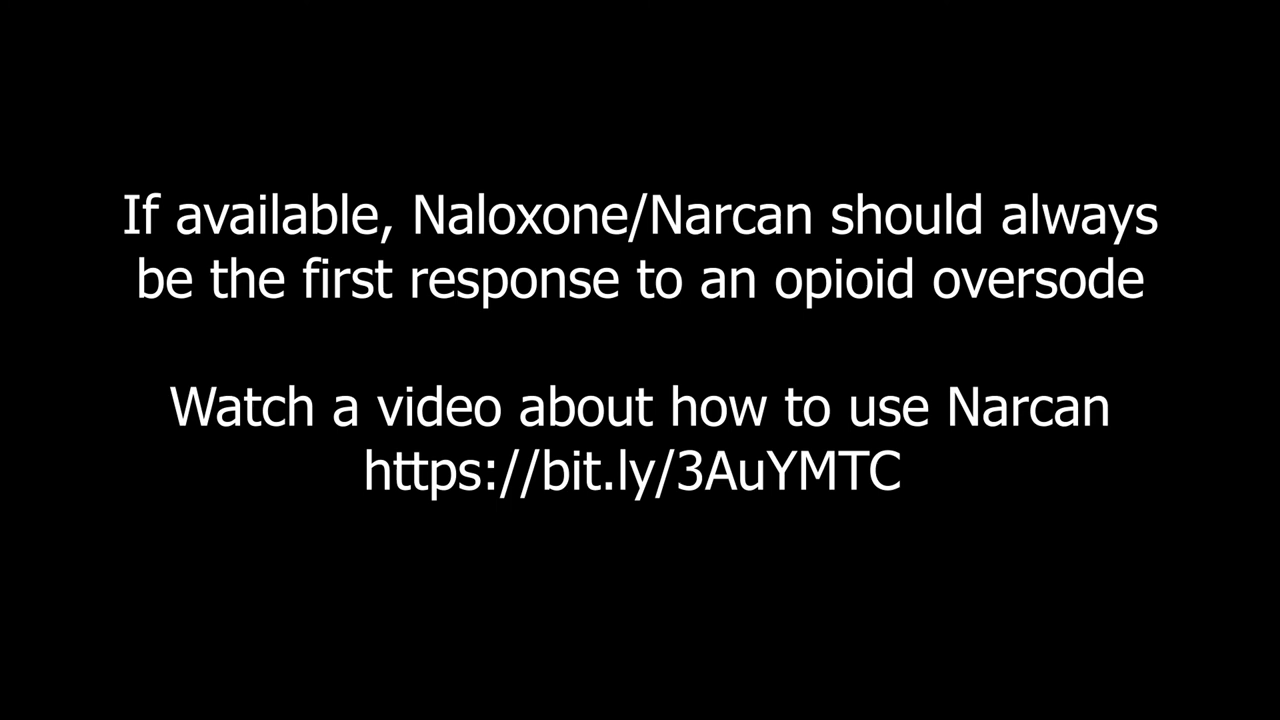 If available, Naloxone/Narcan should always
be the first response to an opioid oversode
Watch a video about how to use Narcan
https://bit.ly/3AuYMTC